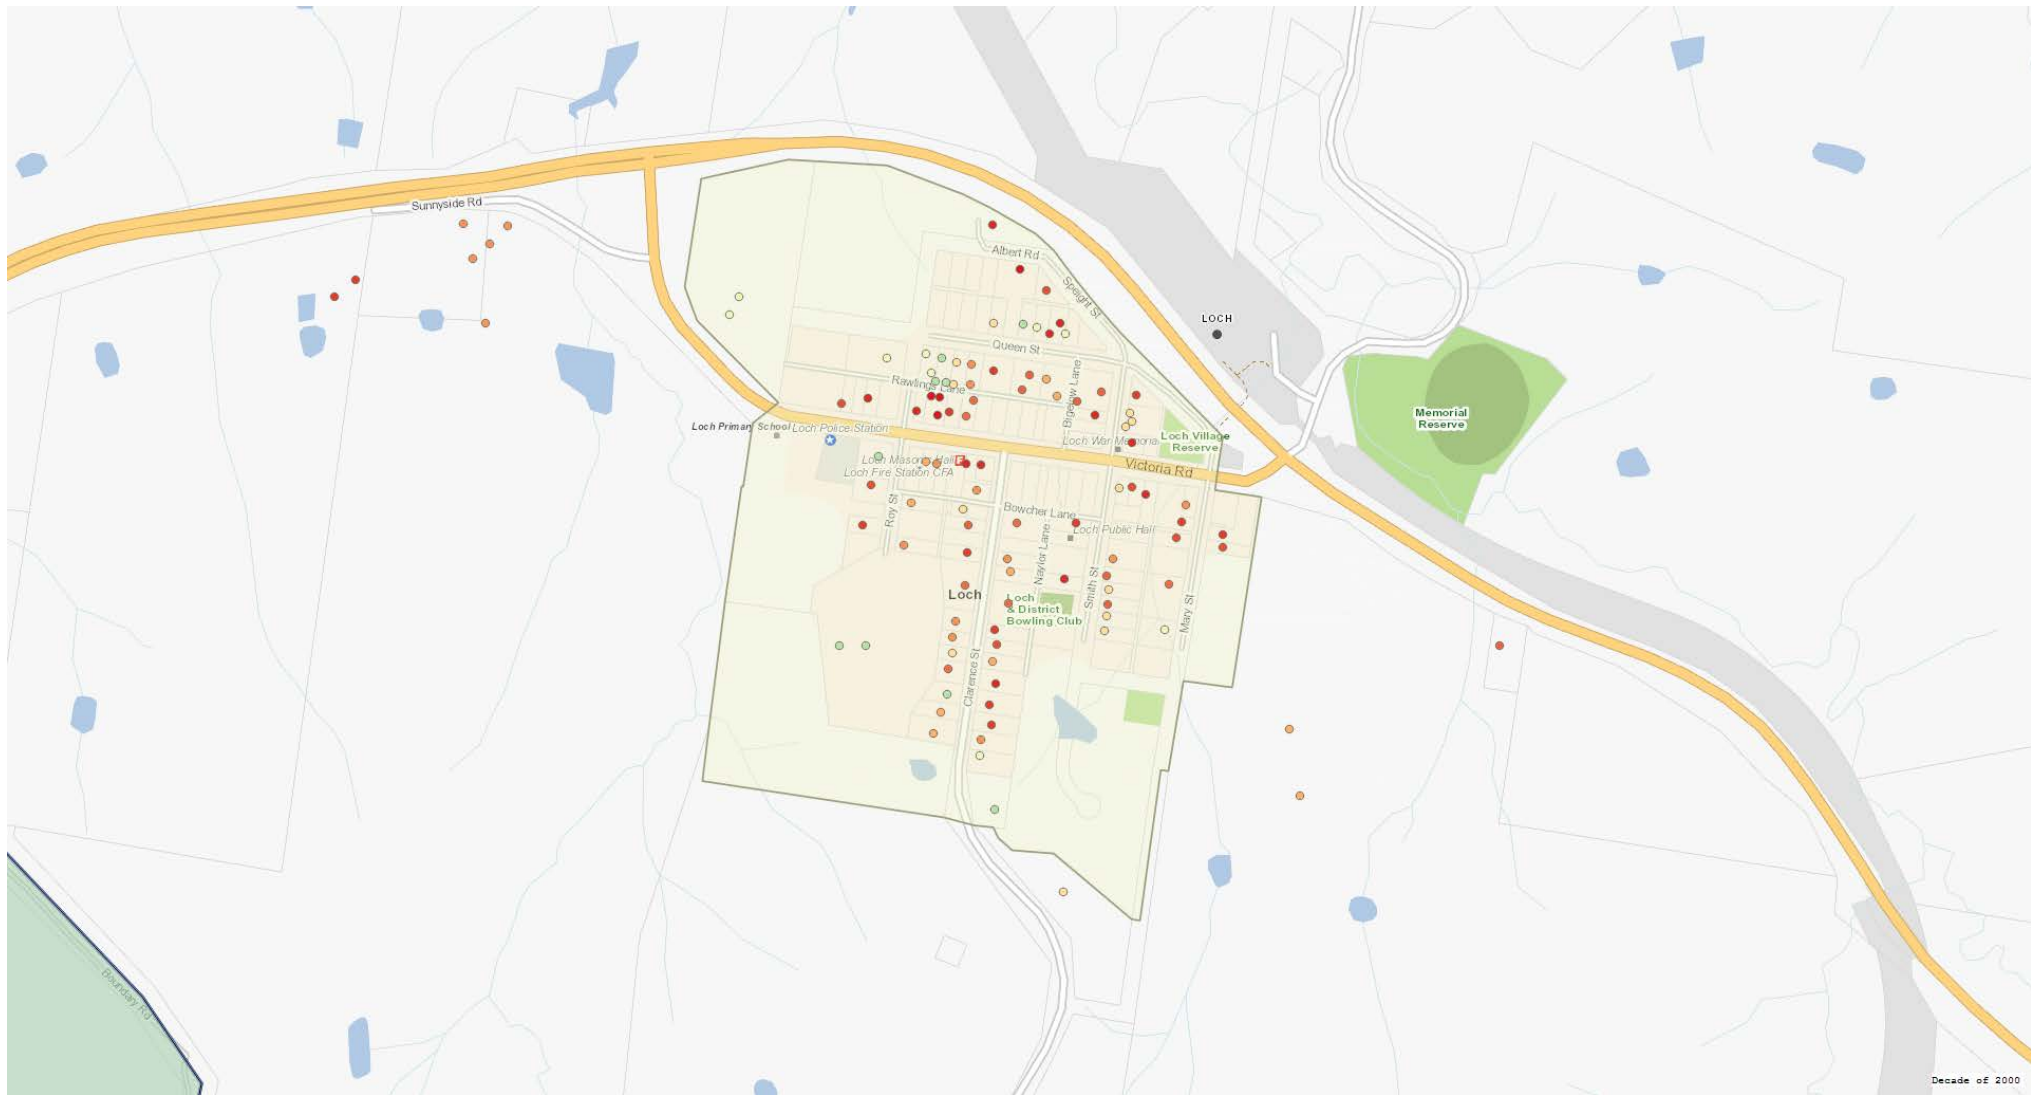 Sunnyside Rd
Albert Rd
Speight St
LOCH
Queen St
Rawlings Lane
Bigelow Lane
Memorial
Reserve
Loch Primary School
Loch Police Station
Loch War Memorial
Loch Village
Reserve
Loch Masonic Hall
F
Loch Fire Station CFA
Victoria Rd
Roy St
Bowcher Lane
Loch Public Hall
Naylor Lane
Smith St
Loch
Loch
& District
Bowling Club
Mary St
Clarence St
Boundary Rd
Decade of 2000